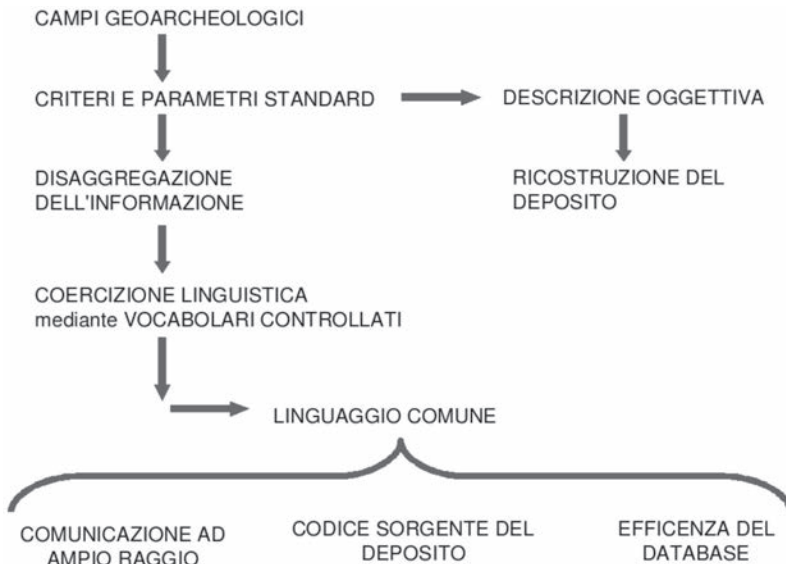 CAMPI GEOARCHEOLOGICI
CRITERI E PARAMETRI STANDARD
DESCRIZIONE OGGETTIVA
DISAGGREGAZIONE
DELL'INFORMAZIONE
RICOSTRUZIONE DEL
DEPOSITO
COERCIZIONE LINGUISTICA
mediante VOCABOLARI CONTROLLATI
LINGUAGGIO COMUNE
COMUNICAZIONE AD
AMPIO RAGGIO
CODICE SORGENTE DEL
DEPOSITO
EFFICENZA DEL
DATABASE